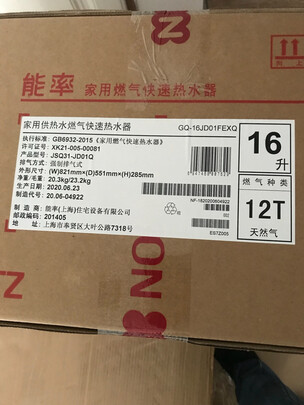 能率 家用燃气快速热水器
家用供热水燃气快速热水器 GQ-16JD01FEXQ
执行标准: GB6932-2015《家用燃气快速热水器》
许可证号: XK21-005-00081
产品型号: JSQ31-JD01Q
排气方式: 强制排气式
外包装尺寸: (W)821mm×(D)551mm×(H)285mm
净重/毛重: 20.3kg/23.2kg
生产日期: 2020.06.23
生产批号: 20.06-04922
制造商: 能率(上海)住宅设备有限公司
邮政编码: 201405
地址: 上海市奉贤区大叶公路7318号
16
升
燃气种类
12T
天然气
NP-1820200604922
E07Z005
NO